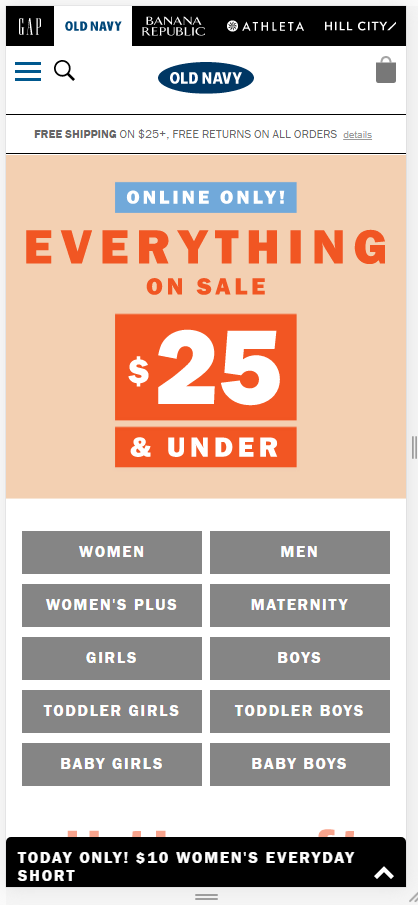 GAP OLD NAVY BANANA REPUBLIC ATHLETA HILL CITY
OLD NAVY
FREE SHIPPING ON $25+, FREE RETURNS ON ALL ORDERS details
ONLINE ONLY!
EVERYTHING
ON SALE
$25
& UNDER
WOMEN MEN
WOMEN'S PLUS MATERNITY
GIRLS BOYS
TODDLER GIRLS TODDLER BOYS
BABY GIRLS BABY BOYS
TODAY ONLY! $10 WOMEN'S EVERYDAY
SHORT